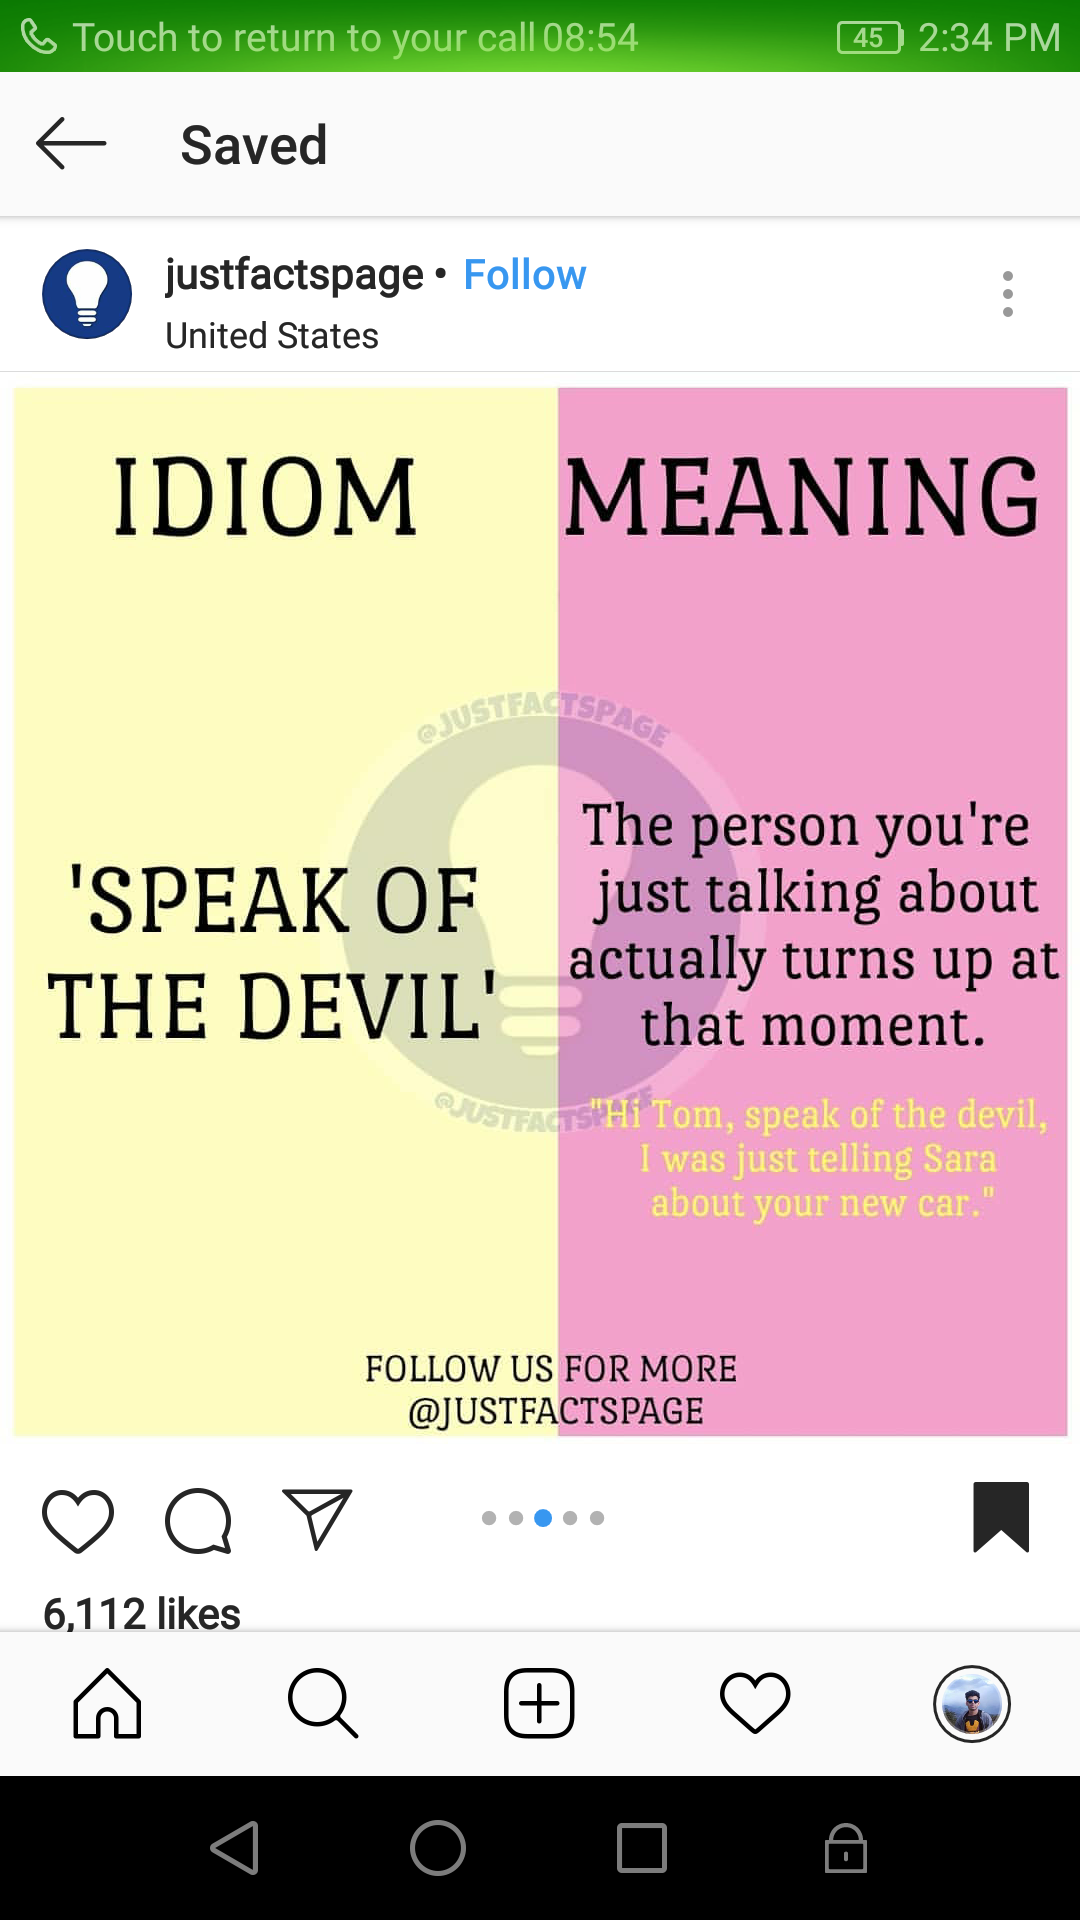 Touch to return to your call 08:54
45 2:34 PM
Saved
justfactspage • Follow
United States
IDIOM
MEANING
@JUSTFACTSPAGE
'SPEAK OF
THE DEVIL'
The person you're
just talking about
actually turns up at
that moment.
@JUSTFACTSPAGE
"Hi Tom, speak of the devil,
I was just telling Sara
about your new car."
FOLLOW US FOR MORE
@JUSTFACTSPAGE
6,112 likes